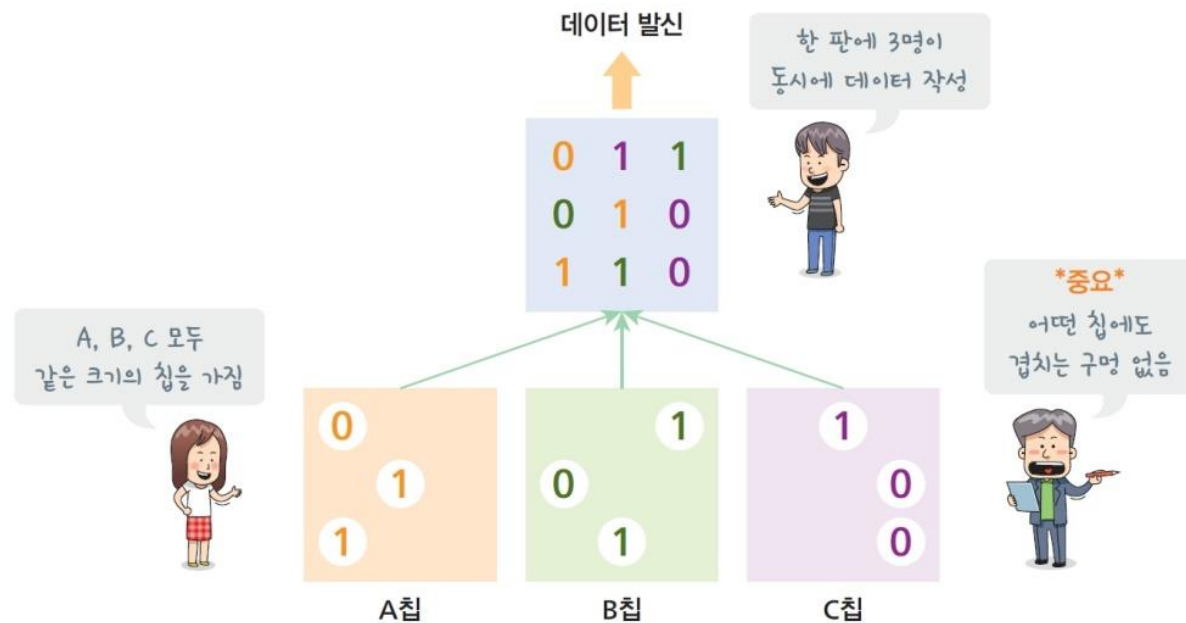 데이터 발신
한 판에 3명이
동시에 데이터 작성
0 1 1
0 1 0
1 1 0
*중요*
어떤 칩에도
겹치는 구멍 없음
A, B, C 모두
같은 크기의 칩을 가짐
0
1
1
1
0
1
1
0
0
A칩
B칩
C칩